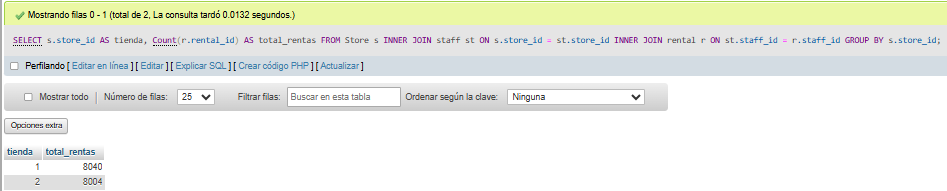 Mostrando filas 0 - 1 (total de 2, La consulta tardó 0.0132 segundos.)
SELECT s.store_id AS tienda, Count(r.rental_id) AS total_rentas FROM Store s INNER JOIN staff st ON s.store_id = st.store_id INNER JOIN rental r ON st.staff_id = r.staff_id GROUP BY s.store_id;
Perfilando [ Editar en línea ] [ Editar ] [ Explicar SQL ] [ Crear código PHP ] [ Actualizar ]
Mostrar todo | Número de filas: 25 Filtrar filas: Buscar en esta tabla Ordenar según la clave: Ninguna
Opciones extra
tienda total_rentas
1 8040
2 8004